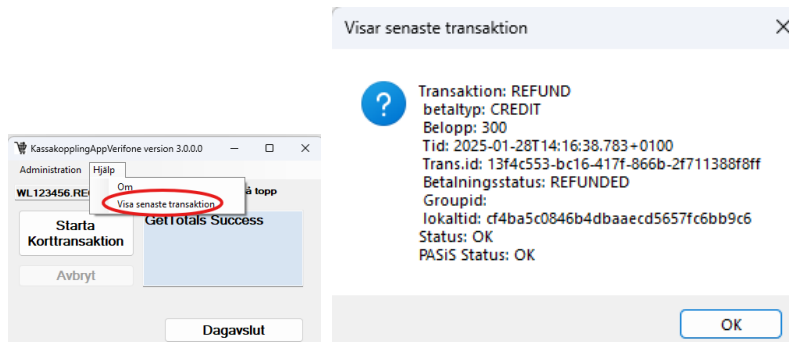 KassakopplingAppVerifone version 3.0.0.0
Administration Hjälp
Om
Visa senaste transaktion
WL123456.RE
å topp
Starta
Korttransaktion
GetTotals Success
Avbryt
Dagavslut
Visar senaste transaktion
Transaktion: REFUND
betaltyp: CREDIT
Belopp: 300
Tid: 2025-01-28T14:16:38.783+0100
Trans.id: 13f4c553-bc16-417f-866b-2f711388f8ff
Betalningsstatus: REFUNDED
Groupid:
lokaltid: cf4ba5c0846b4dbaaecd5657fc6bb9c6
Status: OK
PASiS Status: OK
OK